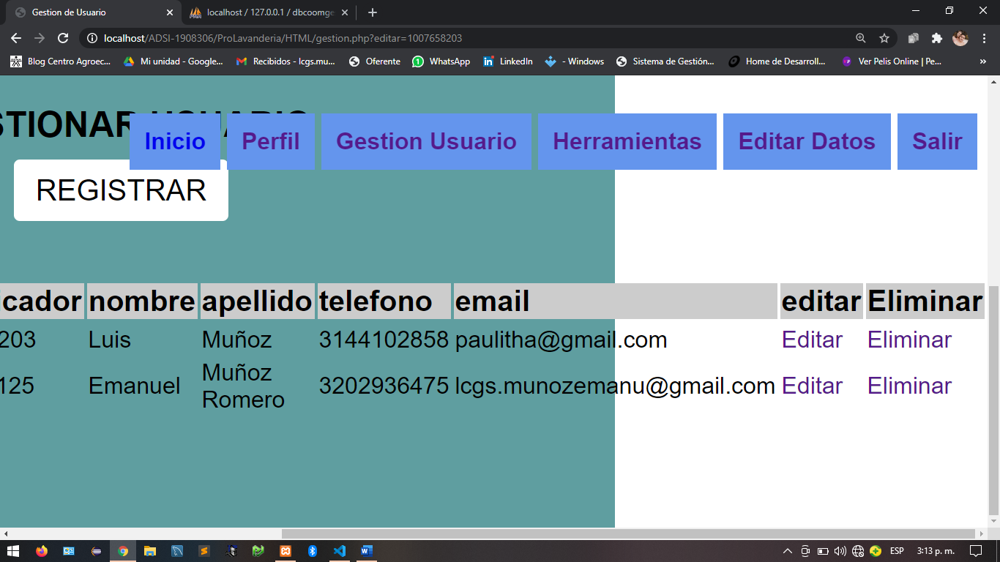 Gestion de Usuario
localhost / 127.0.0.1 / dbcoomge
localhost/ADSI-1908306/ProLavanderia/HTML/gestion.php?editar=1007658203
Blog Centro Agroec... Mi unidad - Google... Recibidos - lcgs.mu... Oferente WhatsApp LinkedIn - Windows Sistema de Gestión... Home de Desarroll... Ver Pelis Online | Pe... »
STIONAR USUARIO
Inicio Perfil Gestion Usuario Herramientas Editar Datos Salir
REGISTRAR
icador nombre apellido telefono email editar Eliminar
203 Luis Muñoz 3144102858 paulitha@gmail.com Editar Eliminar
125 Emanuel Muñoz Romero 3202936475 lcgs.munozemanu@gmail.com Editar Eliminar
ESP 3:13 p. m.